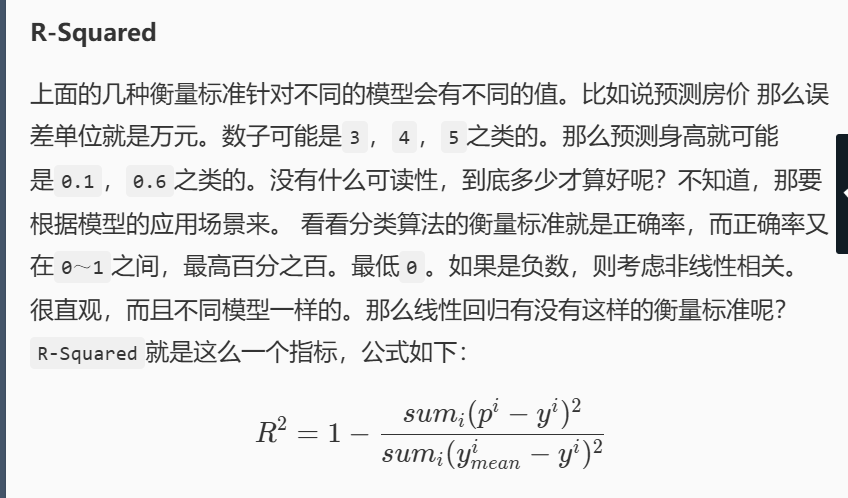 R-Squared
上面的几种衡量标准针对不同的模型会有不同的值。比如说预测房价 那么误
差单位就是万元。数子可能是 3 ， 4 ， 5 之类的。那么预测身高就可能
是 0.1 ， 0.6 之类的。没有什么可读性，到底多少才算好呢？不知道，那要
根据模型的应用场景来。 看看分类算法的衡量标准就是正确率，而正确率又
在 0～1 之间，最高百分之百。最低 0 。如果是负数，则考虑非线性相关。
很直观，而且不同模型一样的。那么线性回归有没有这样的衡量标准呢？
R-Squared 就是这么一个指标，公式如下：
R^2 = 1 - \frac{sum_i(p^i - y^i)^2}{sum_i(y^i_{mean} - y^i)^2}